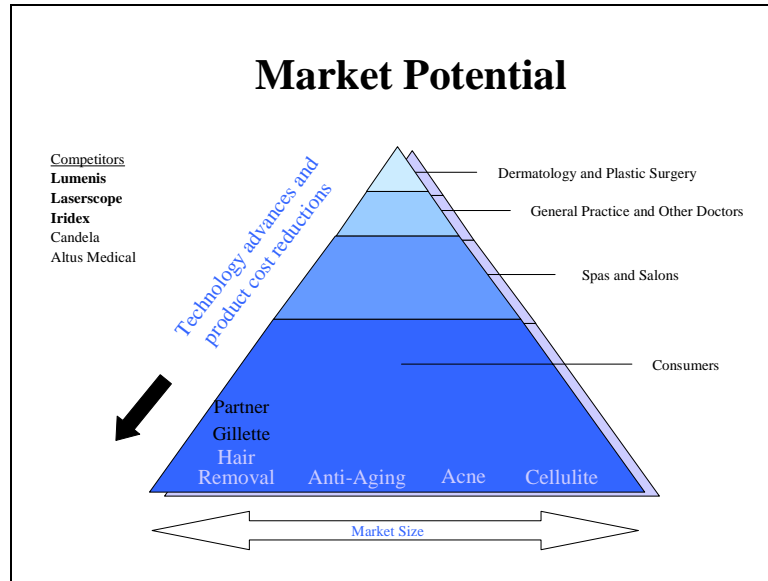 Market Potential
Competitors
Lumenis
Laserscope
Iridex
Candela
Altus Medical
Technology advances and
product cost reductions
Dermatology and Plastic Surgery
General Practice and Other Doctors
Spas and Salons
Consumers
Partner
Gillette
Hair
Removal
Anti-Aging
Acne
Cellulite
Market Size